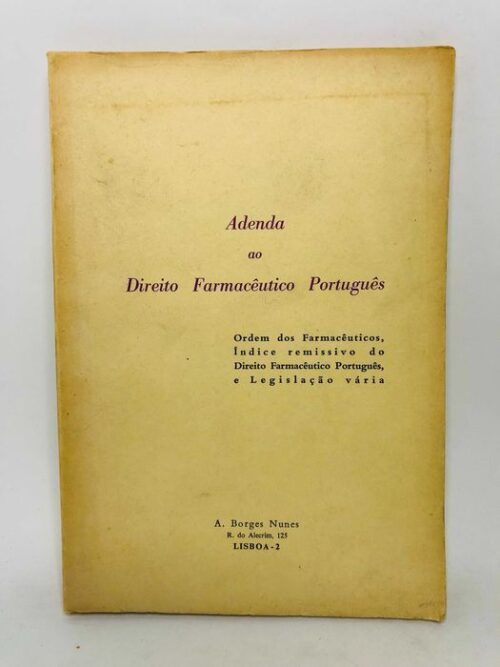 Adenda
ao
Direito Farmacêutico Português
Ordem dos Farmacêuticos,
Índice remissivo do
Direito Farmacêutico Português,
e Legislação vária
A. Borges Nunes
R. do Alecrim, 125
LISBOA-2